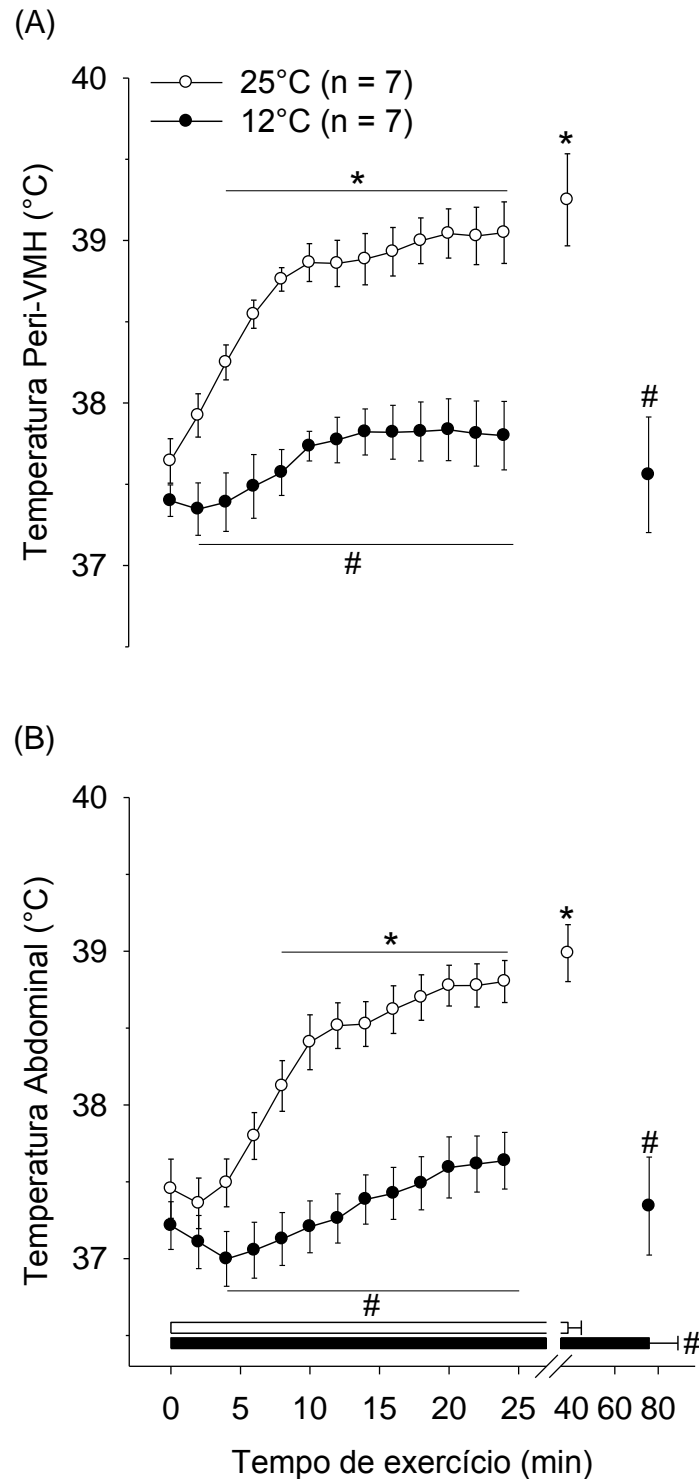 (A)
40
25°C (n = 7)
12°C (n = 7)
*
*
39
38
#
37
#
Temperatura Peri-VMH (°C)
(B)
40
*
39
*
38
#
37
#
#
Temperatura Abdominal (°C)
0 5 10 15 20 25 40 60 80
Tempo de exercício (min)